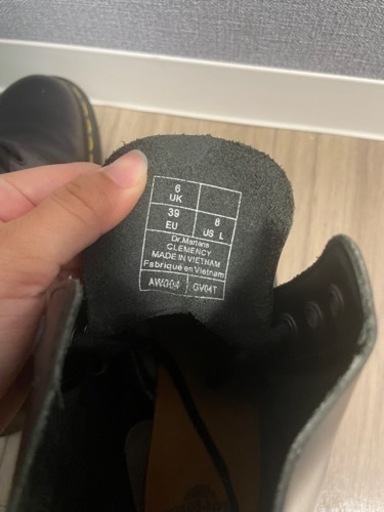 6
UK
39
EU
8
US L
Dr.Martens
CLEMENCY
MADE IN VIETNAM
Fabriqué en Vietnam
AW004 GV04T